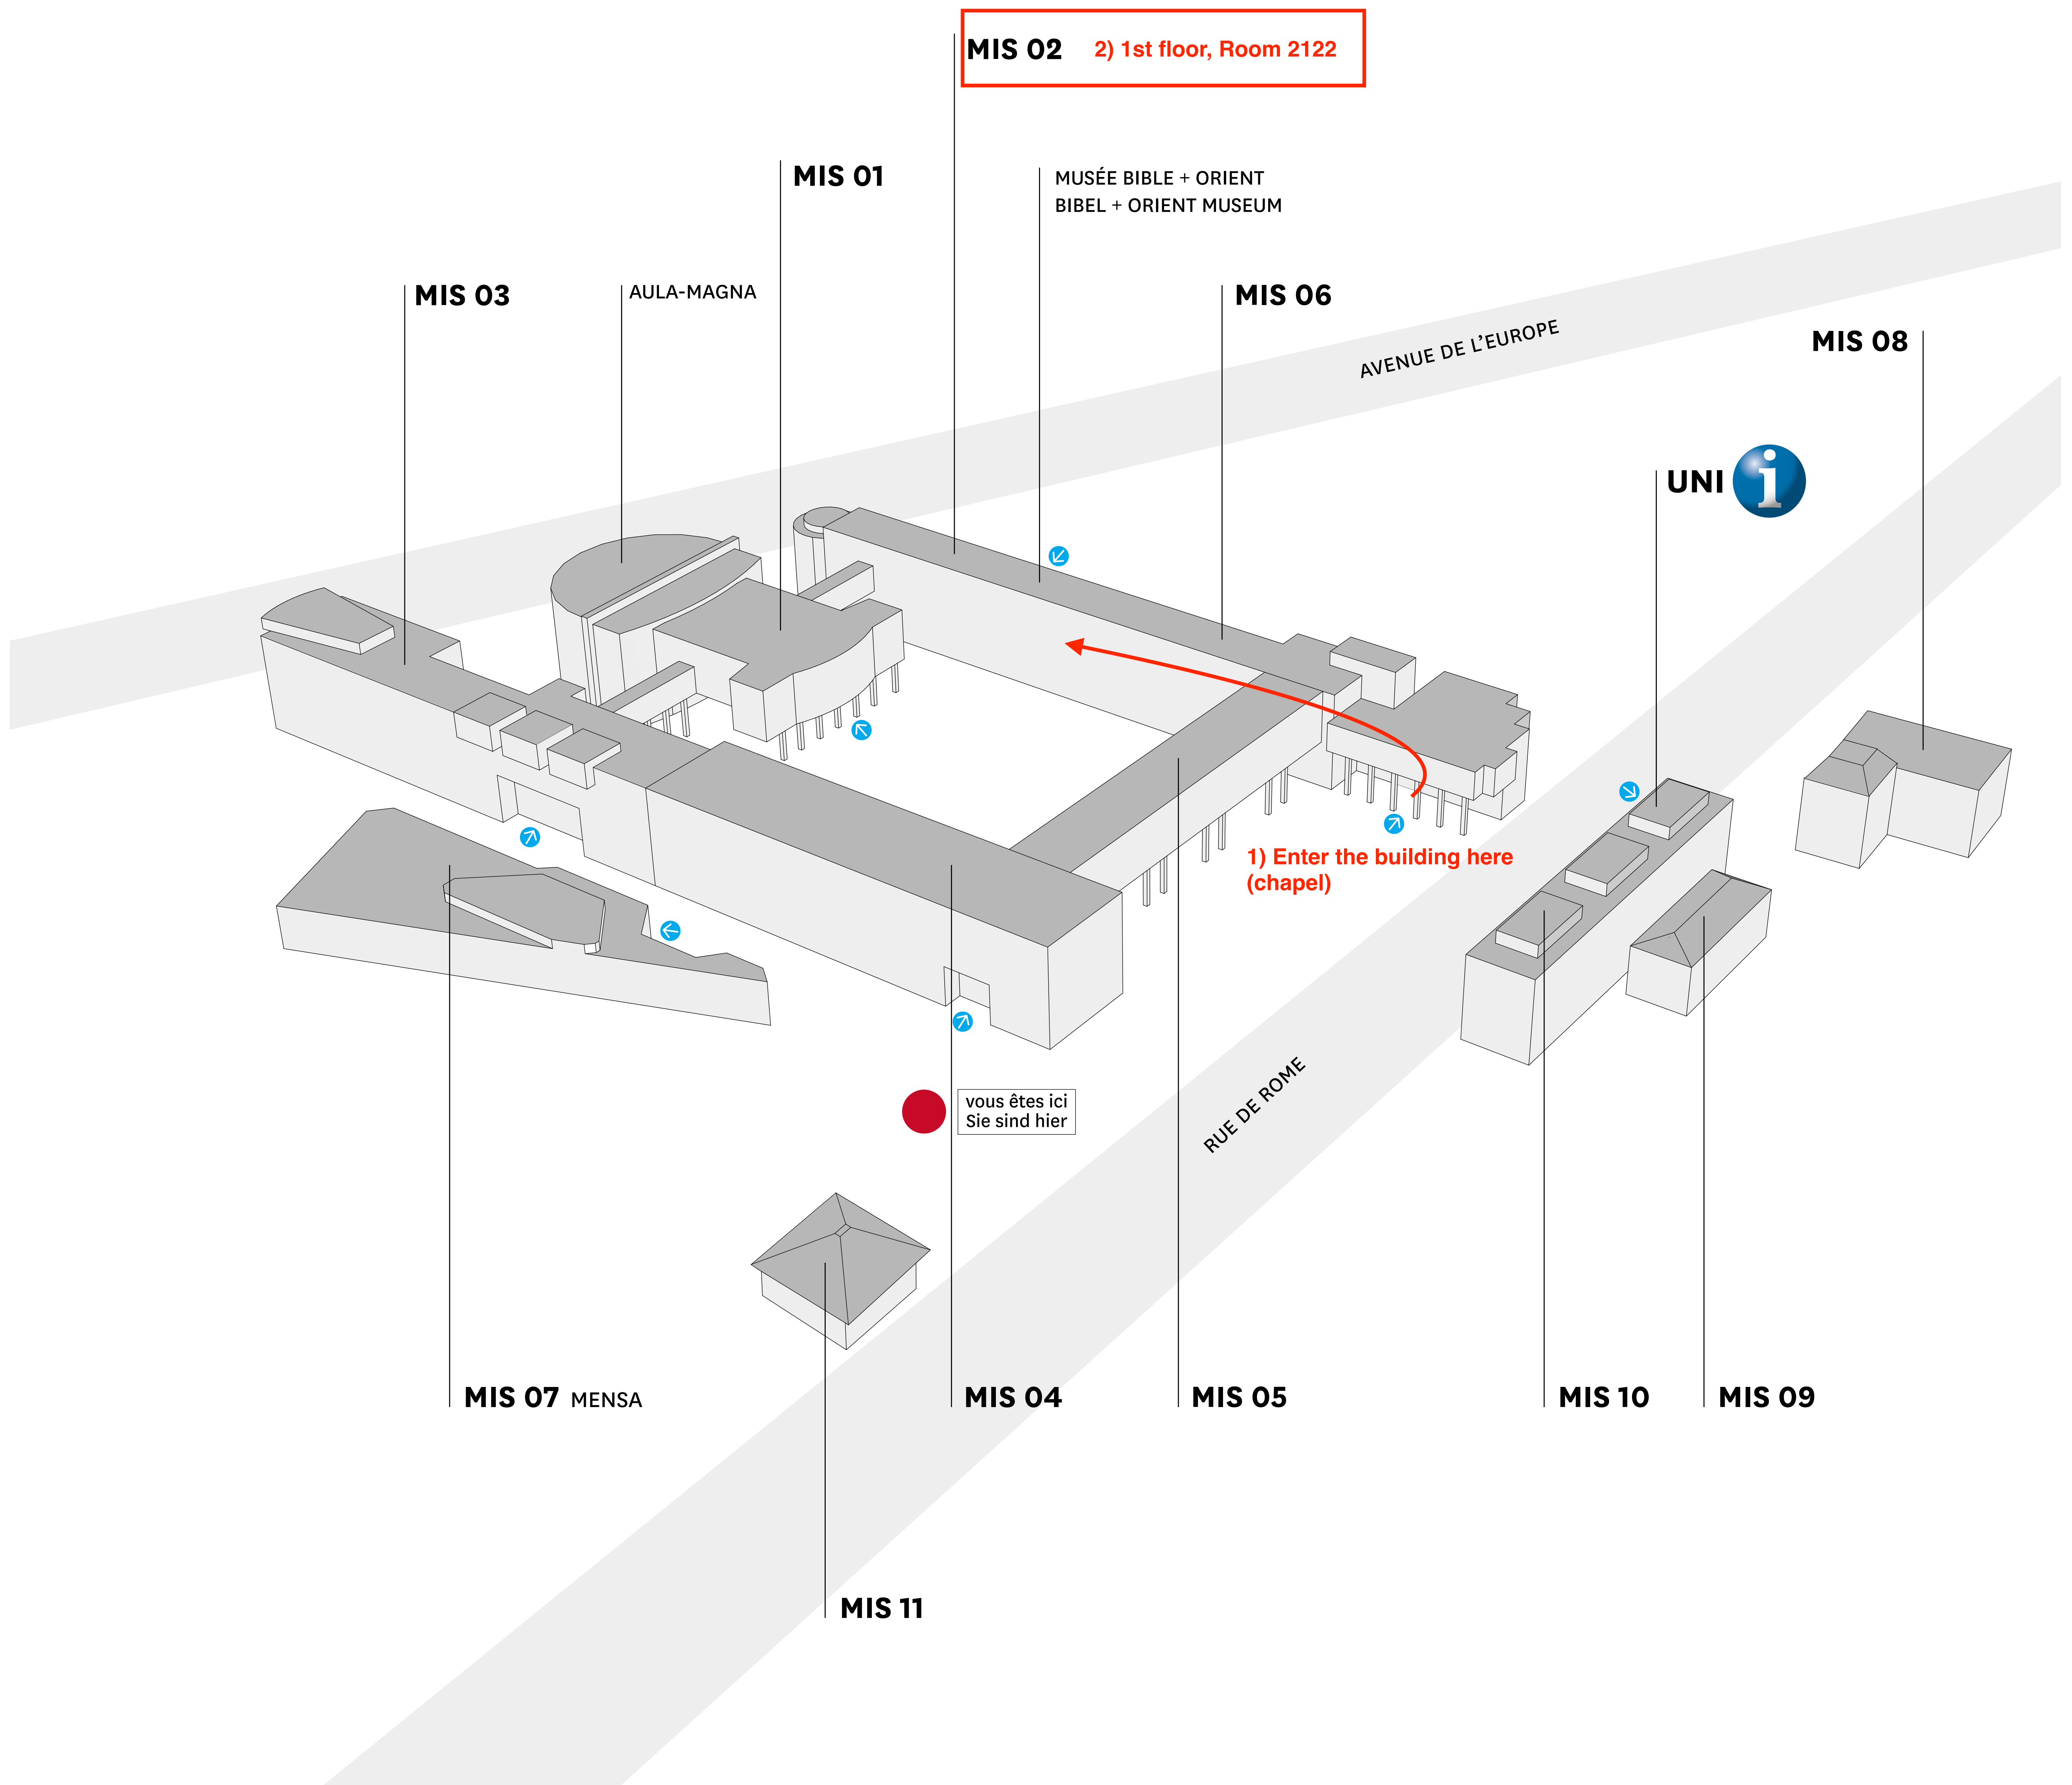 MIS 02 2) 1st floor, Room 2122
MIS 01
MUSÉE BIBLE + ORIENT
BIBEL + ORIENT MUSEUM
MIS 03
AULA-MAGNA
MIS 06
AVENUE DE L'EUROPE
MIS 08
UNI i
1) Enter the building here
(chapel)
vous êtes ici
Sie sind hier
RUE DE ROME
MIS 07 MENSA
MIS 04
MIS 05
MIS 10
MIS 09
MIS 11